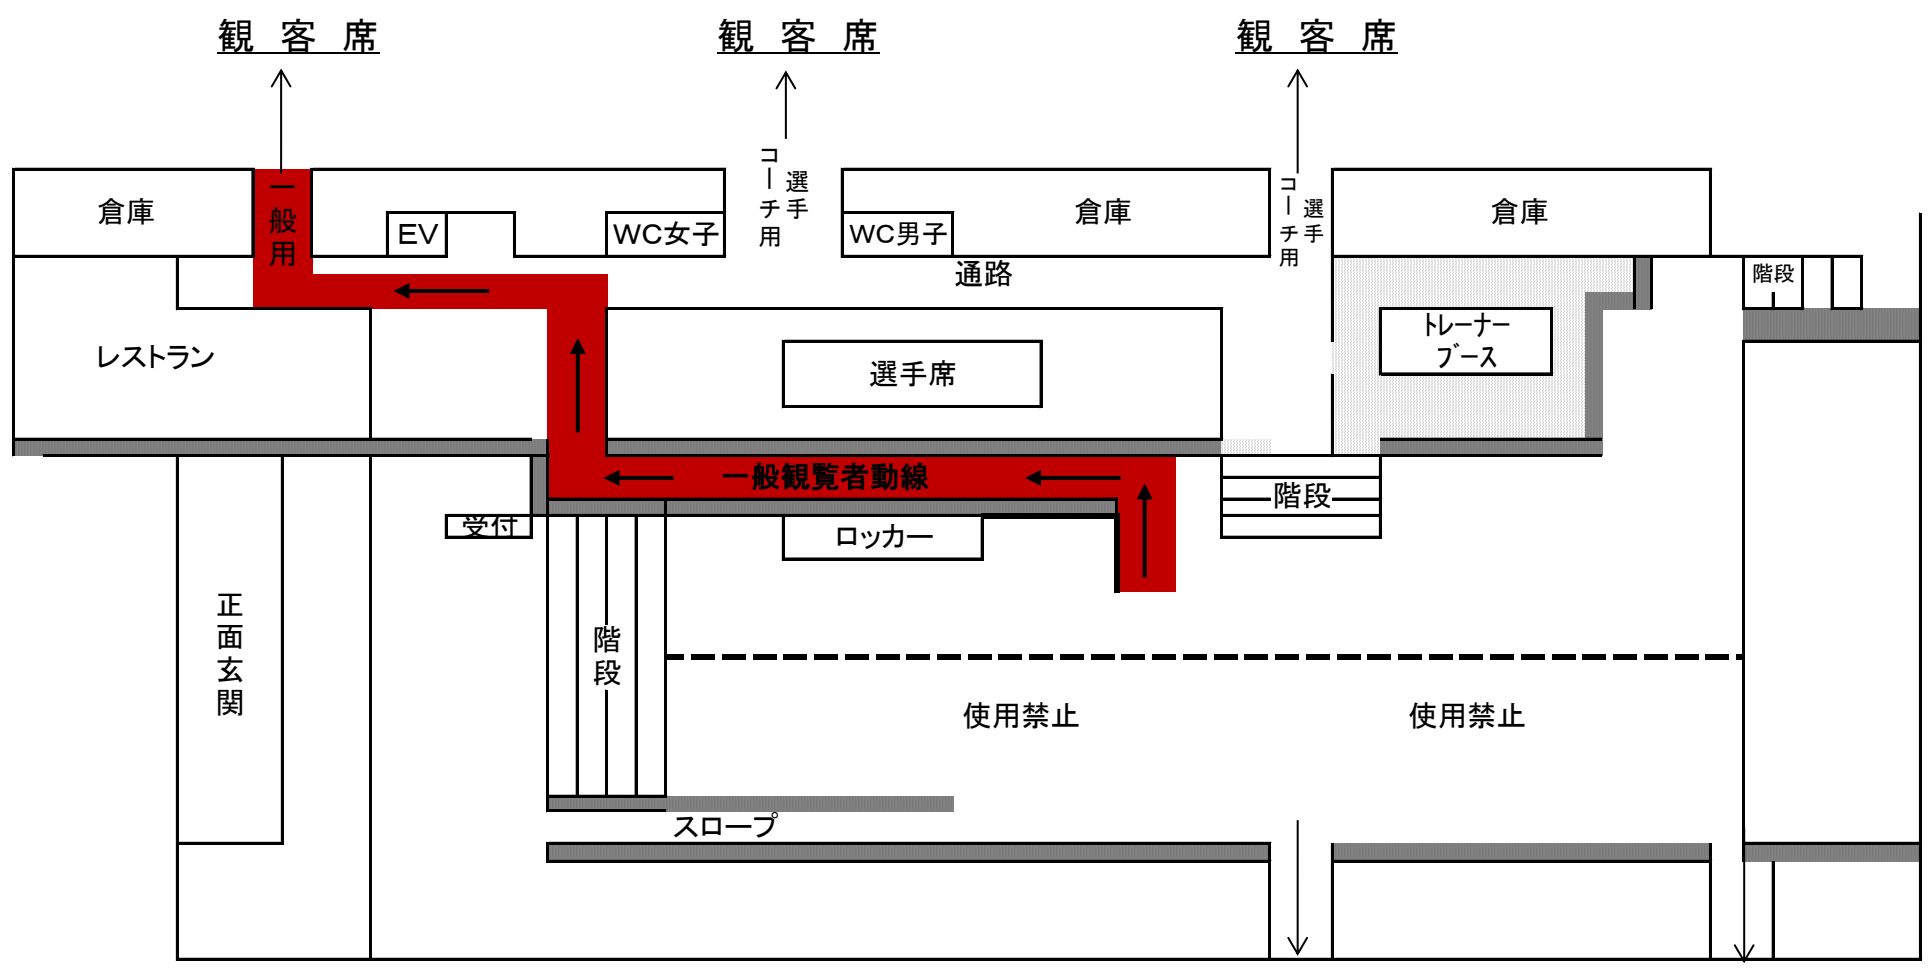 観 客 席
観 客 席
観 客 席
コーチ用
選手
コーチ用
選手
倉庫
一般用
EV
WC女子
WC男子
倉庫
倉庫
通路
階段
レストラン
選手席
トレーナー
ブース
一般観覧者動線
階段
受付
ロッカー
正面玄関
階段
使用禁止
使用禁止
スロープ